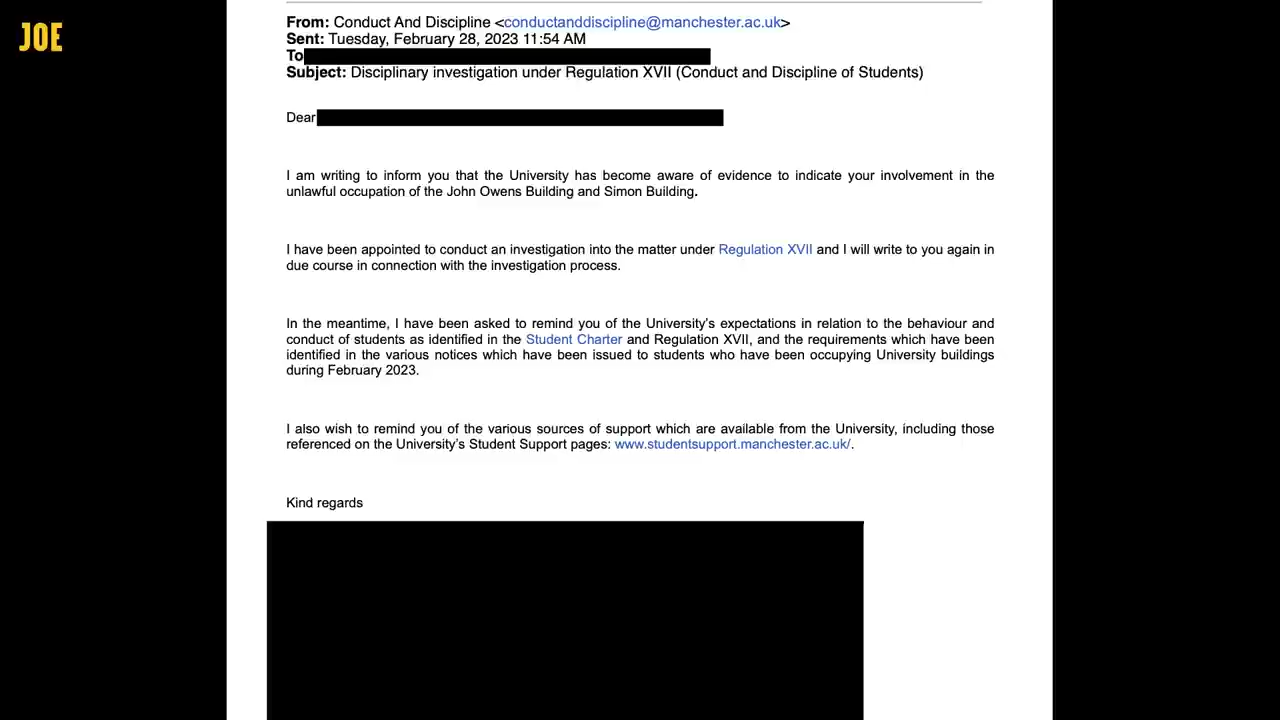 JOE
From: Conduct And Discipline <conductanddiscipline@manchester.ac.uk>
Sent: Tuesday, February 28, 2023 11:54 AM
To
Subject: Disciplinary investigation under Regulation XVII (Conduct and Discipline of Students)
Dear
I am writing to inform you that the University has become aware of evidence to indicate your involvement in the
unlawful occupation of the John Owens Building and Simon Building.
I have been appointed to conduct an investigation into the matter under Regulation XVII and I will write to you again in
due course in connection with the investigation process.
In the meantime, I have been asked to remind you of the University's expectations in relation to the behaviour and
conduct of students as identified in the Student Charter and Regulation XVII, and the requirements which have been
identified in the various notices which have been issued to students who have been occupying University buildings
during February 2023.
I also wish to remind you of the various sources of support which are available from the University, including those
referenced on the University's Student Support pages: www.studentsupport.manchester.ac.uk/.
Kind regards